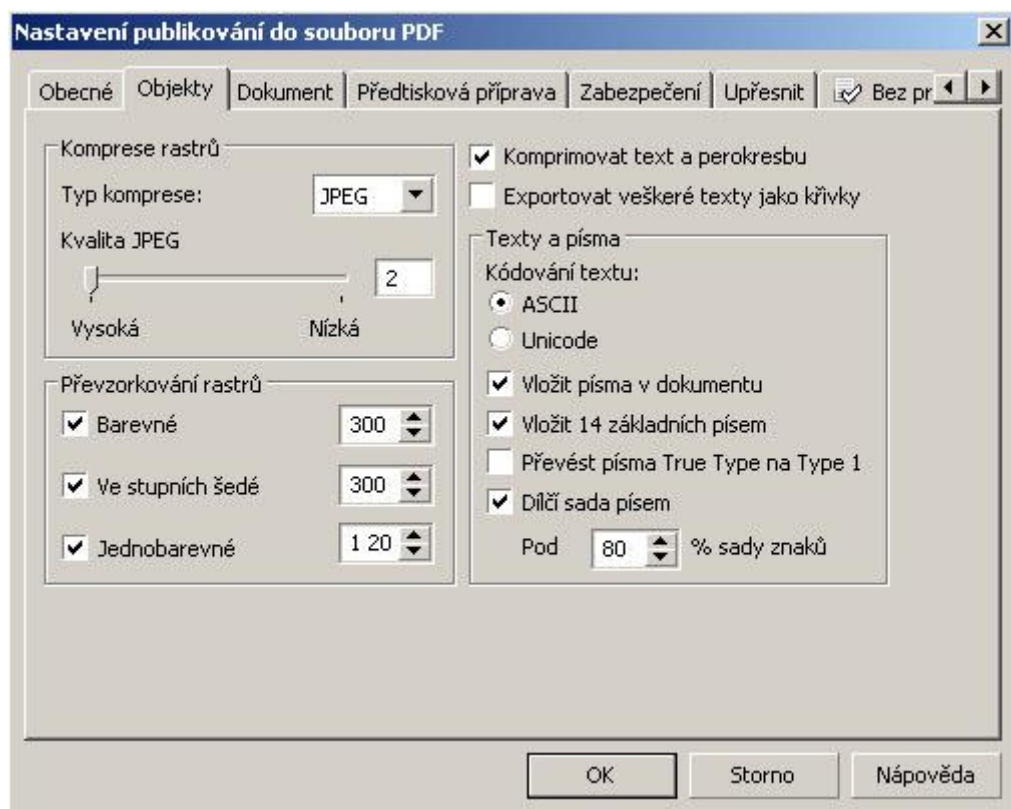 Nastavení publikování do souboru PDF
Obecné Objekty Dokument Předtisková příprava Zabezpečení Upřesnit Bez pr
Komprese rastrů
Typ komprese: JPEG
Kvalita JPEG
2
Vysoká Nízká
Převzorkování rastrů
Barevné 300
Ve stupních šedé 300
Jednobarevné 1 20
Komprimovat text a perokresbu
Exportovat veškeré texty jako křivky
Texty a písma
Kódování textu:
ASCII
Unicode
Vložit písma v dokumentu
Vložit 14 základních písem
Převést písma True Type na Type 1
Dílčí sada písem
Pod 80 % sady znaků
OK Storno Nápověda